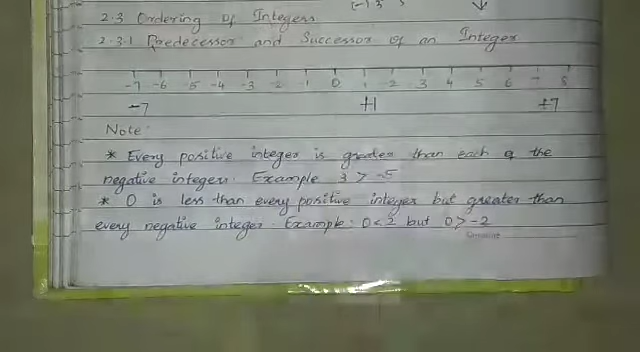 2.3 Ordering of Integers
2.3.1 Predecessor and Successor of an Integer
-7 -6 -5 -4 -3 -2 -1 0 1 2 3 4 5 6 7 8
-7 +1 +7
Note:
* Every positive integer is greater than each of the
negative integers. Example 3 > -5
* 0 is less than every positive integer but greater than
every negative integer. Example: 0 < 2 but 0 > -2